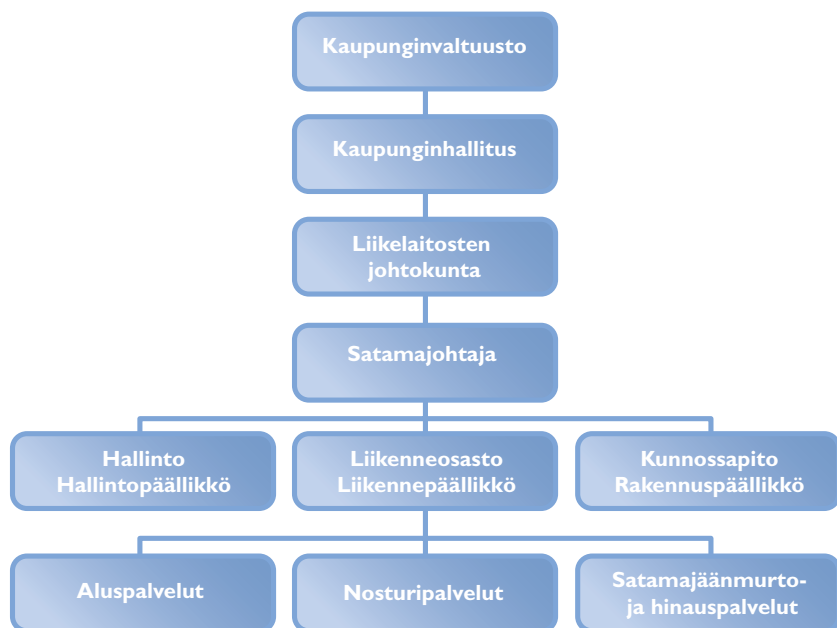 Kaupunginvaltuusto
Kaupunginhallitus
Liikelaitosten
johtokunta
Satamajohtaja
Hallinto
Hallintopäällikkö
Liikenneosasto
Liikennepäällikkö
Kunnossapito
Rakennuspäällikkö
Aluspalvelut
Nosturipalvelut
Satamajäänmurto-
ja hinauspalvelut